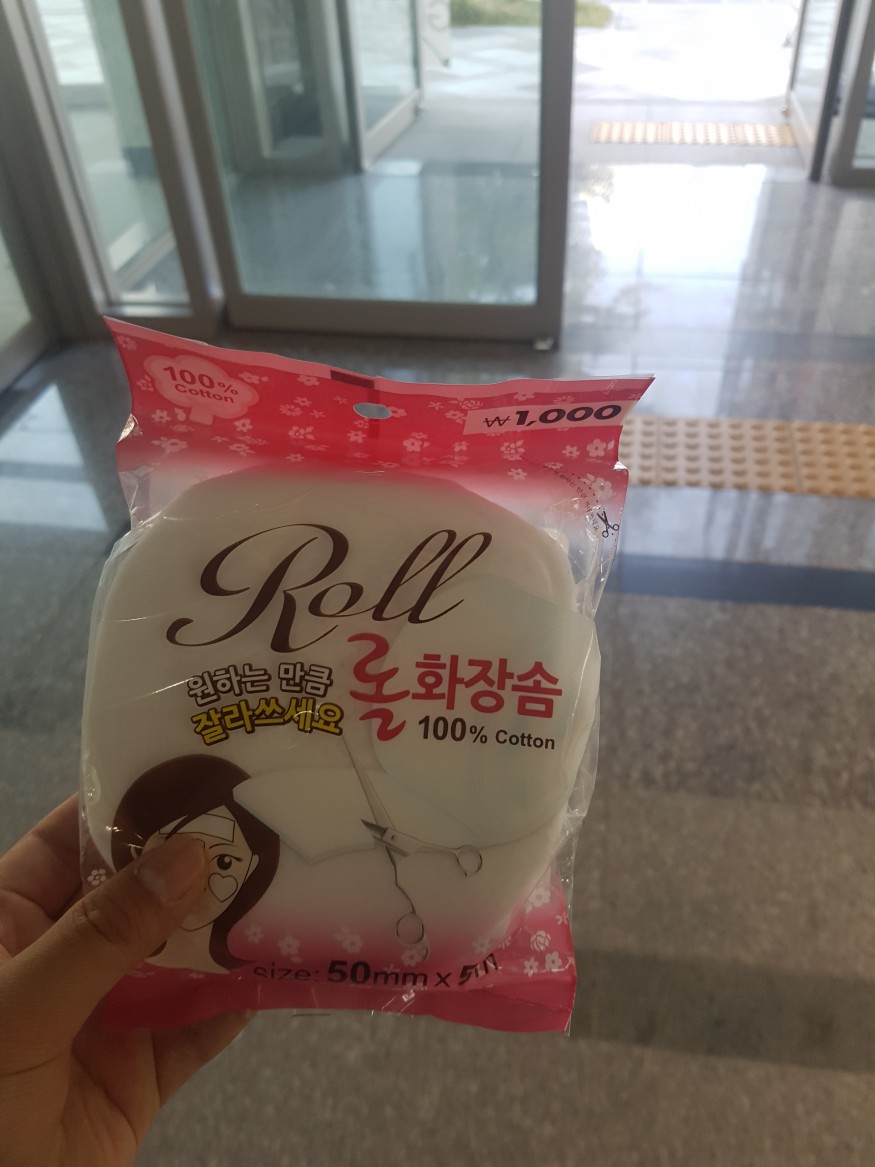 100%
Cotton
₩1,000
Roll
원하는 만큼
잘라쓰세요
롤화장솜
100% Cotton
size: 50mm x 5m